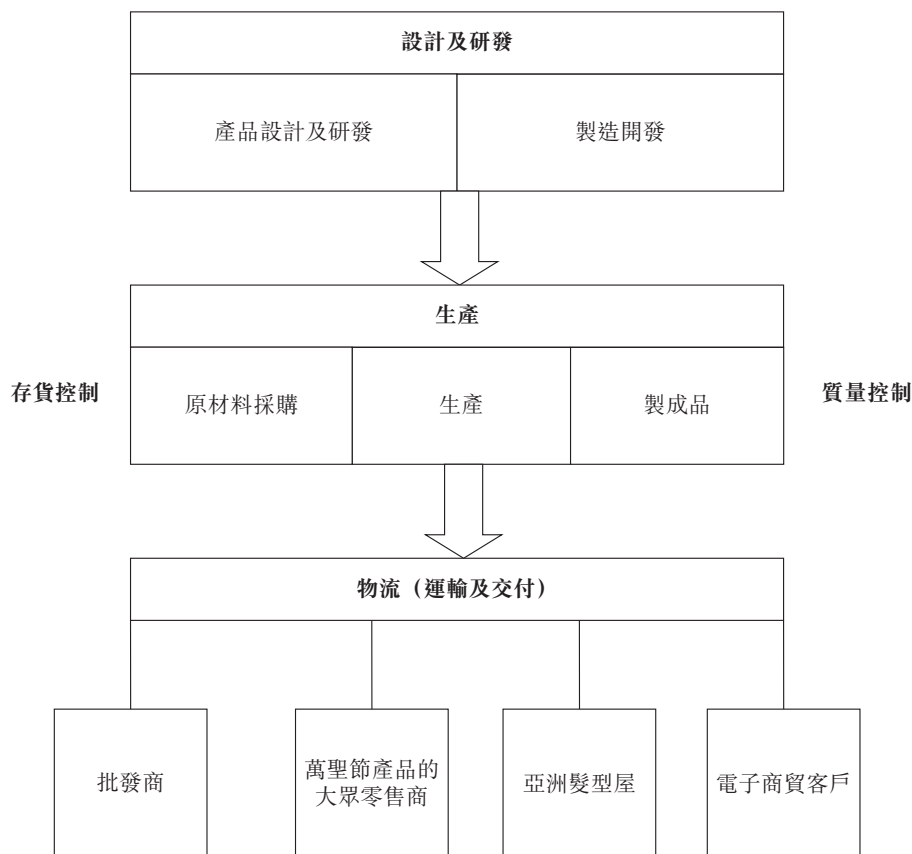 設計及研發
產品設計及研發
製造開發
生產
存貨控制
原材料採購
生產
製成品
質量控制
物流（運輸及交付）
批發商
萬聖節產品的
大眾零售商
亞洲髮型屋
電子商貿客戶